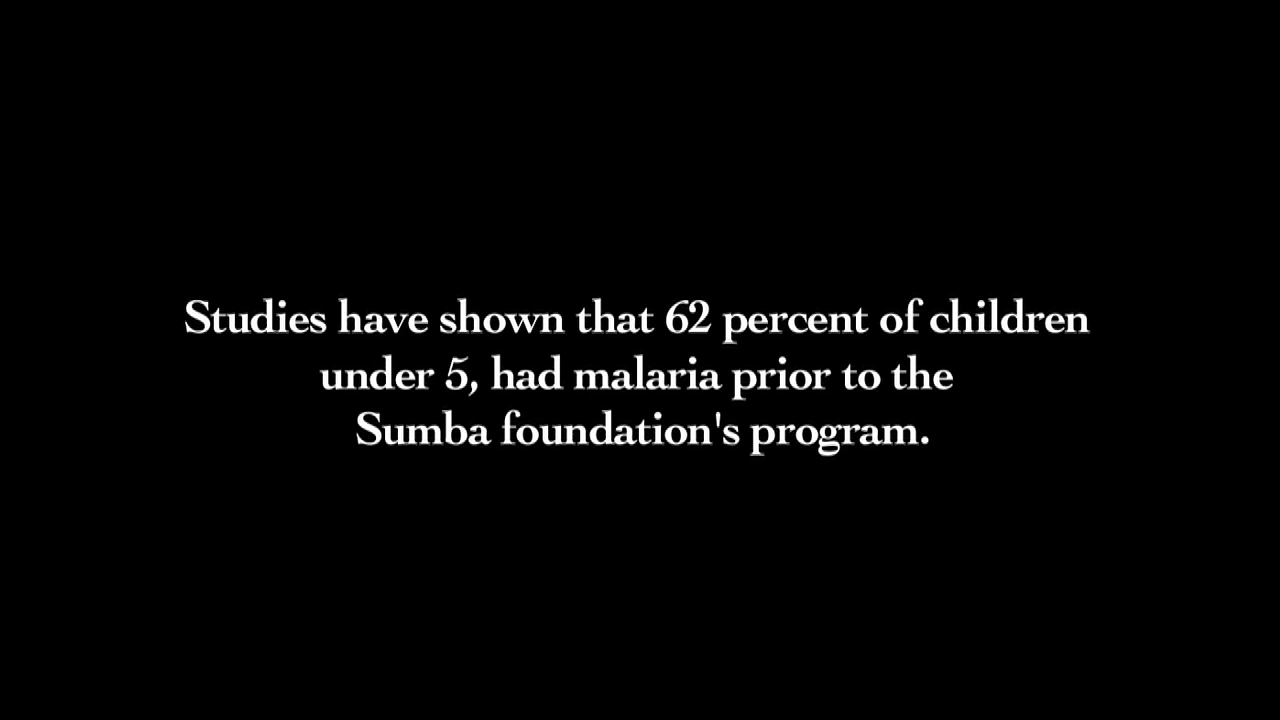 Studies have shown that 62 percent of children
under 5, had malaria prior to the
Sumba foundation's program.